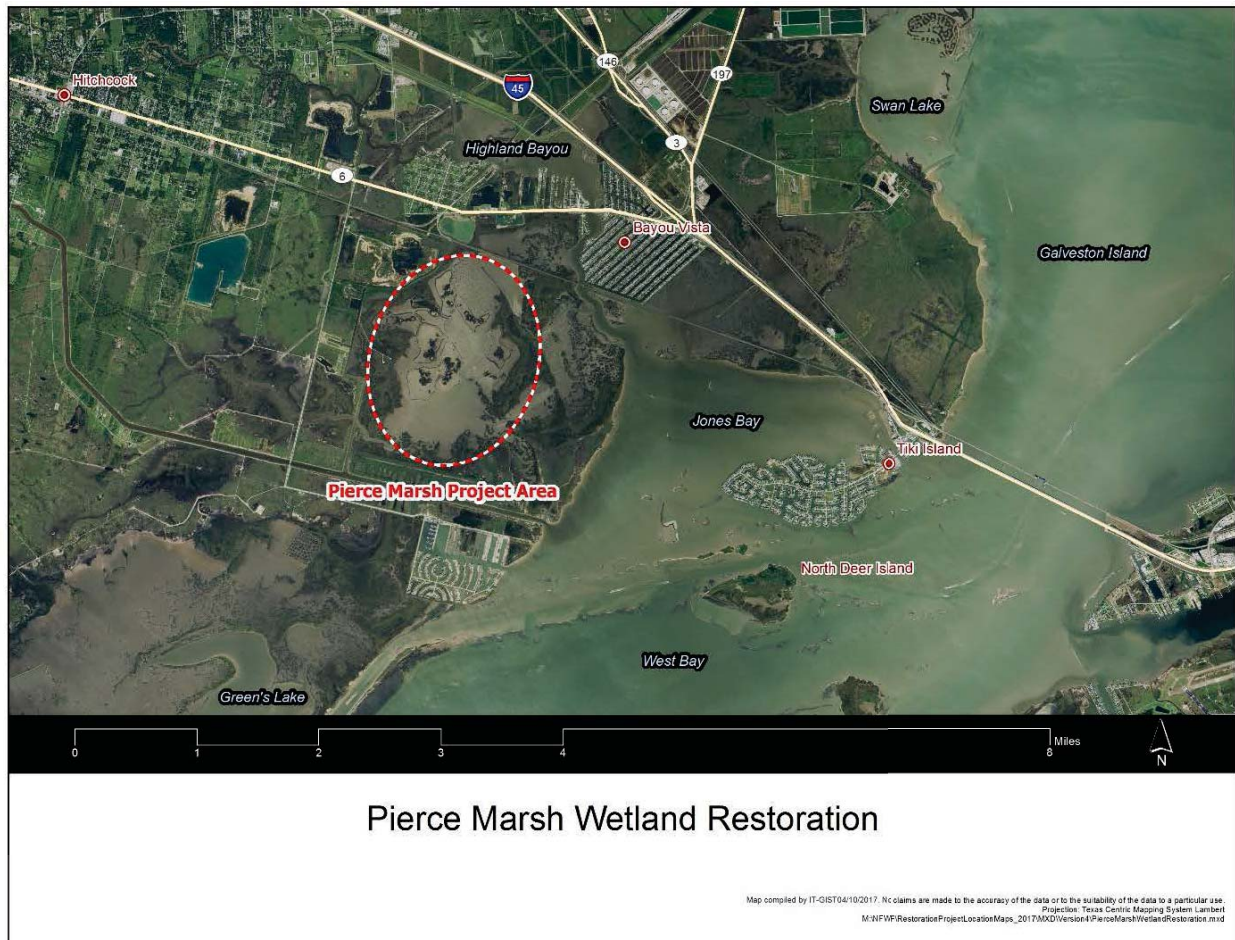 Hitchcock
146
45
197
Swan Lake
3
Highland Bayou
6
Bayou Vista
Galveston Island
Jones Bay
Tiki Island
Pierce Marsh Project Area
North Deer Island
West Bay
Green's Lake
0 1 2 3 4 8 Miles
N
Pierce Marsh Wetland Restoration
Map compiled by IT-GIST04/10/2017. No claims are made to the accuracy of the data or to the suitability of the data to a particular use.
Projection: Texas Centric Mapping System Lambert
M:\NFWF\RestorationProjectLocationMaps_2017\MXD\Version4\PierceMarshWetlandRestoration.mxd